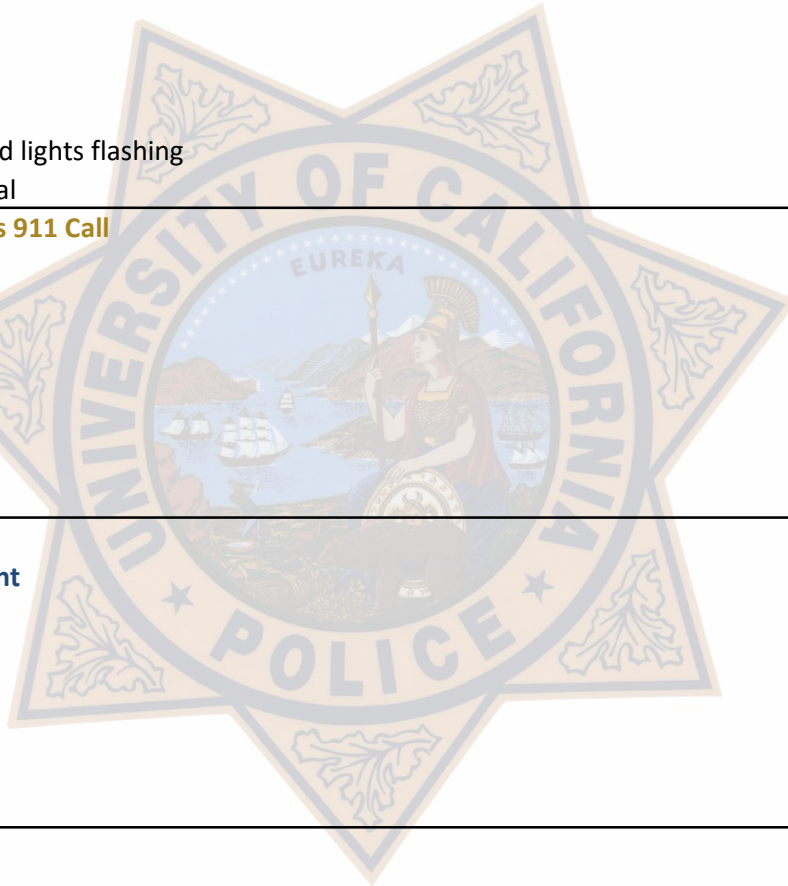 d lights flashing
al
s 911 Call
nt
UNIVERSITY OF CALIFORNIA
EUREKA
POLICE